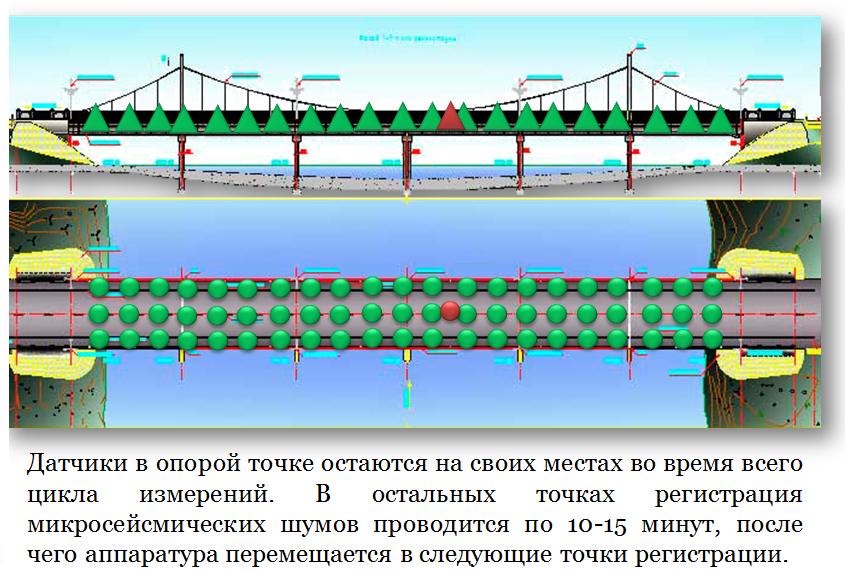 Датчики в опорой точке остаются на своих местах во время всего
цикла измерений. В остальных точках регистрация
микросейсмических шумов проводится по 10-15 минут, после
чего аппаратура перемещается в следующие точки регистрации.